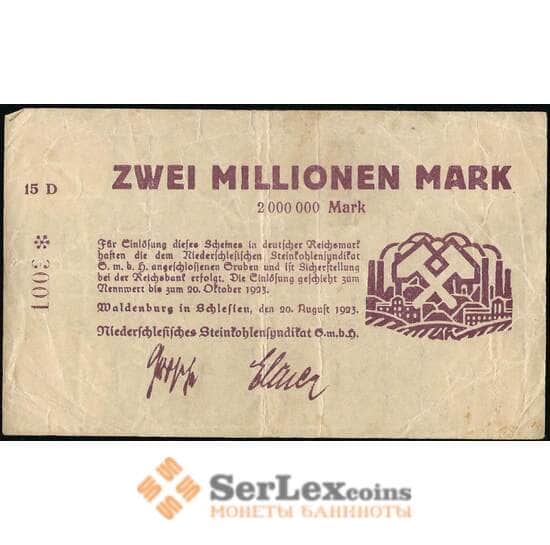 15 D
ZWEI MILLIONEN MARK
2 000 000 Mark
Für Einlösung dieses Scheines in deutscher Reichsmark
haften die dem Niederschlesischen Steinkohlensyndikat
G. m. b. H. angeschlossenen Gruben und ist Sicherstellung
bei der Reichsbank erfolgt. Die Einlösung geschieht zum
Nennwert bis zum 20. Oktober 1923.
Waldenburg in Schlesien, den 20. August 1923.
Niederschlesisches Steinkohlensyndikat G.m.b.H.
SerLexcoins
МОНЕТЫ БАНКНОТЫ